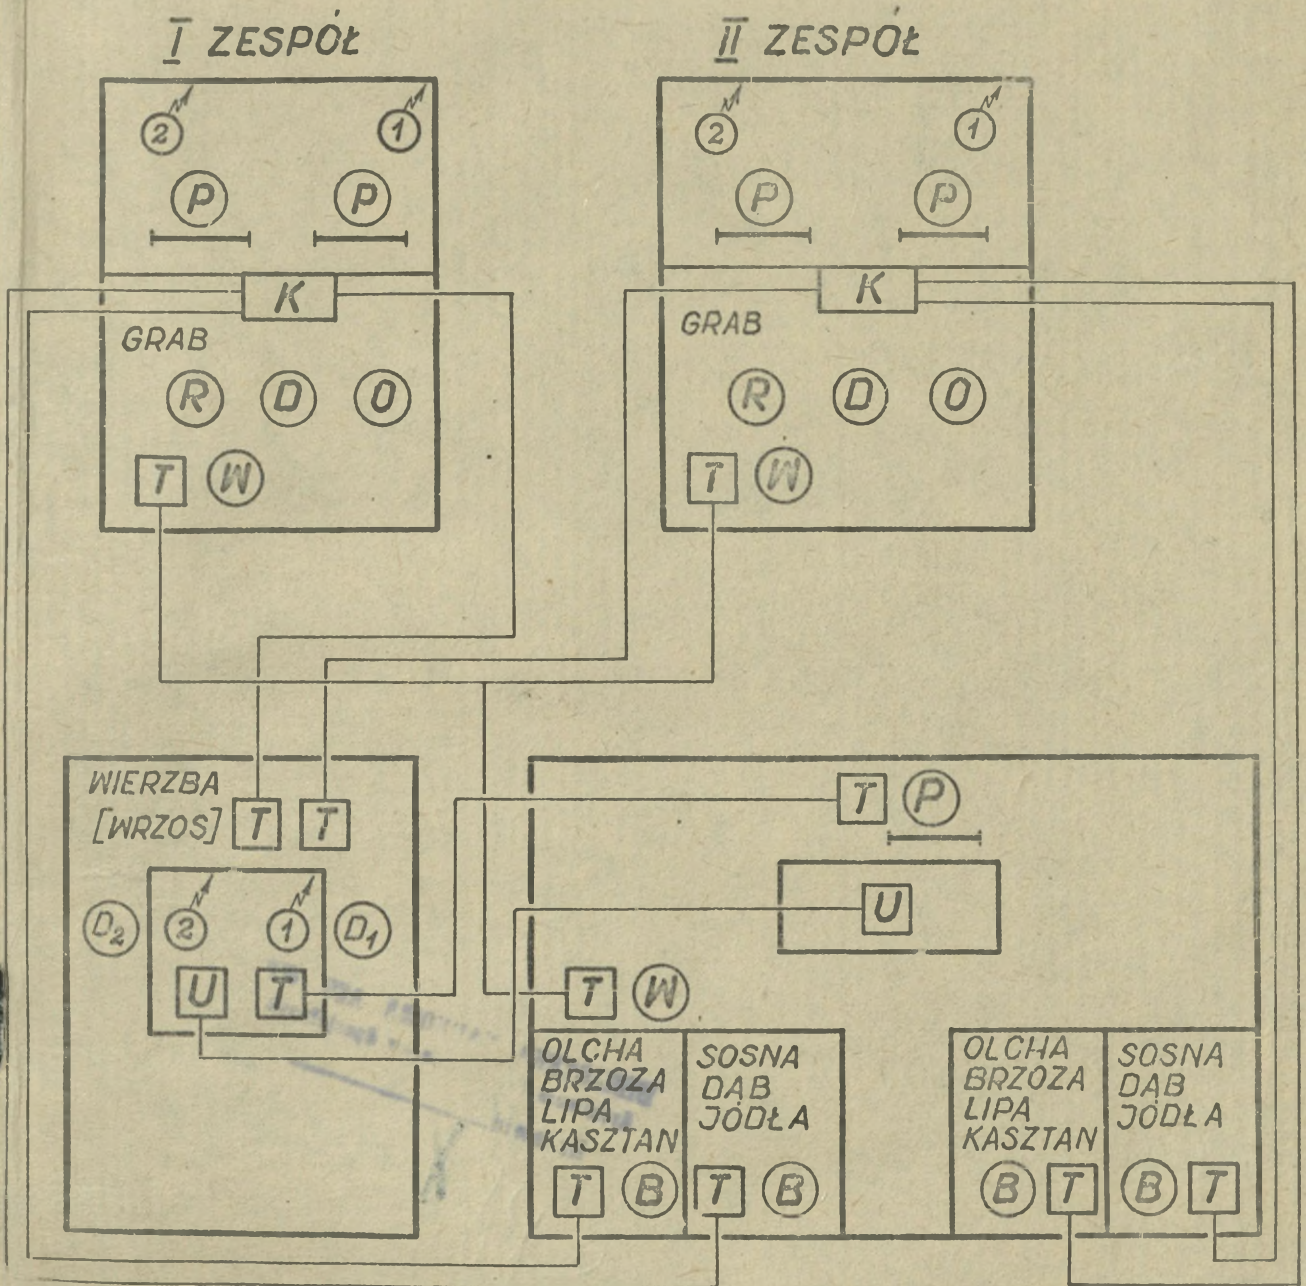 I ZESPÓŁ
II ZESPÓŁ
2 1
P P
K
GRAB
R D O
T W
2 1
P P
K
GRAB
R D O
T W
WIERZBA
[WRZOS] T T
D2 2 1 D1
U T
T P
U
T W
OLCHA
BRZOZA
LIPA
KASZTAN
T B
SOSNA
DĄB
JODŁA
T B
OLCHA
BRZOZA
LIPA
KASZTAN
B T
SOSNA
DĄB
JODŁA
B T